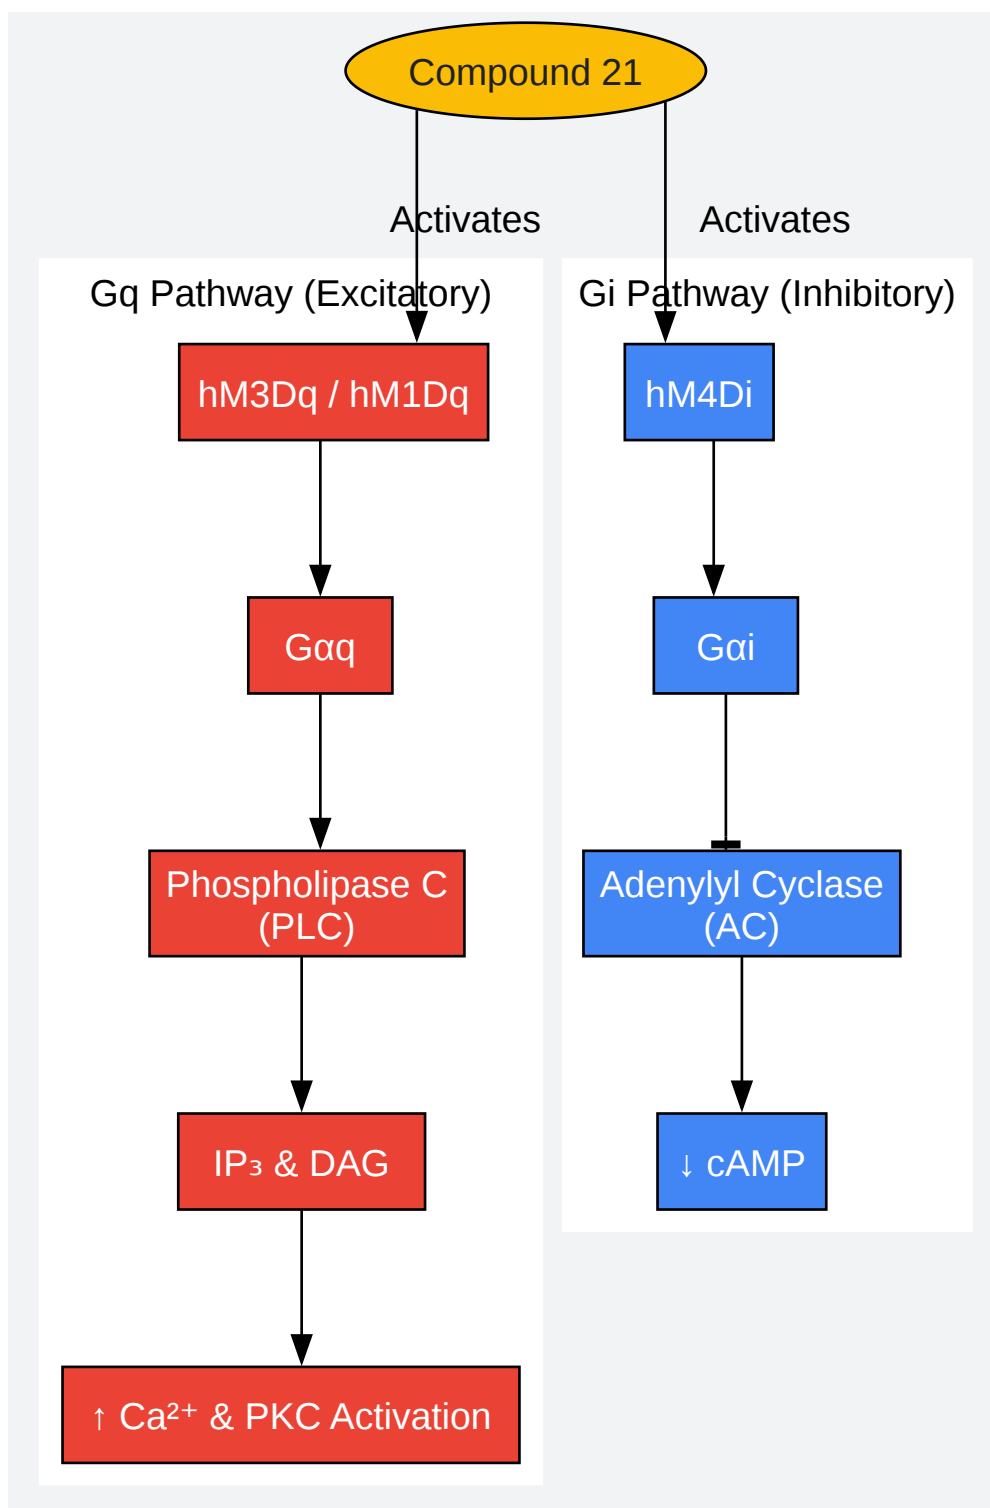 Compound 21
Activates
Activates
Gq Pathway (Excitatory)
Gi Pathway (Inhibitory)
hM3Dq / hM1Dq
hM4Di
Gαq
Gαi
Phospholipase C
(PLC)
Adenylyl Cyclase
(AC)
IP₃ & DAG
↓ cAMP
↑ Ca²⁺ & PKC Activation